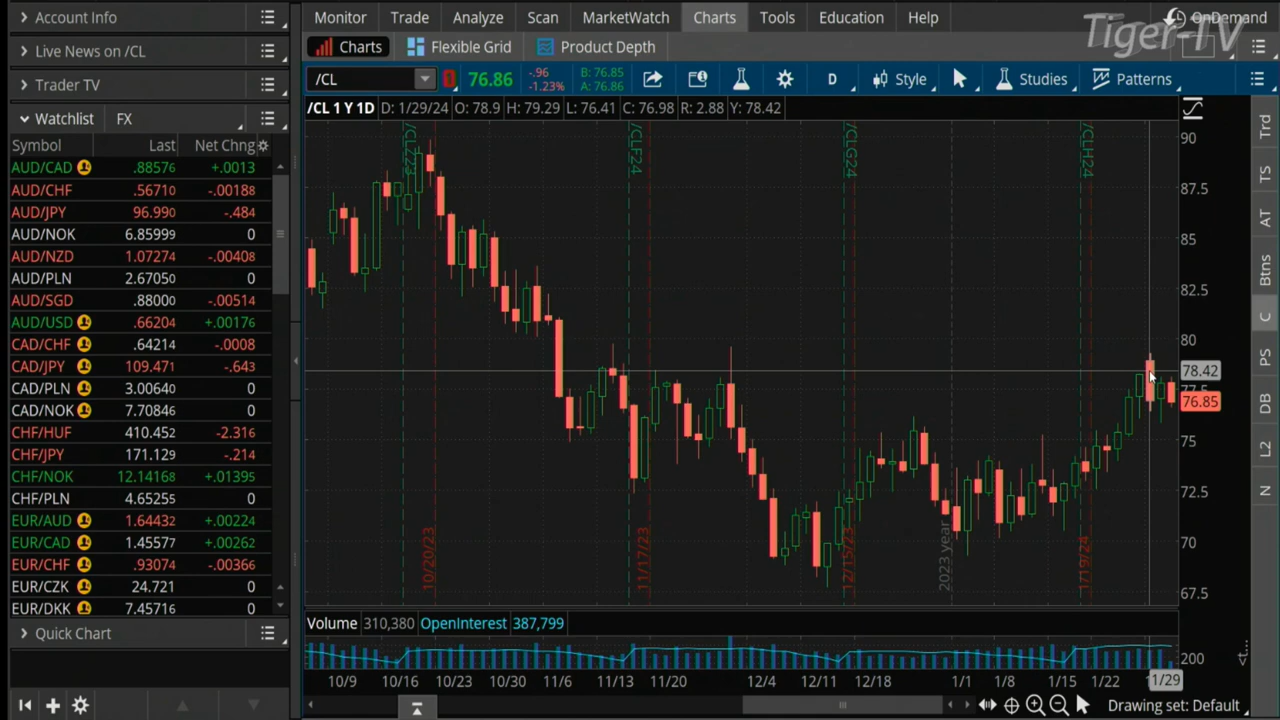 Account Info
Live News on /CL
Trader TV
Watchlist FX
Symbol Last Net Chng
AUD/CAD .88576 +.0013
AUD/CHF .56710 -.00188
AUD/JPY 96.990 -.484
AUD/NOK 6.85999 0
AUD/NZD 1.07274 -.00408
AUD/PLN 2.67050 0
AUD/SGD .88000 -.00514
AUD/USD .66204 +.00176
CAD/CHF .64214 -.0008
CAD/JPY 109.471 -.643
CAD/PLN 3.00640 0
CAD/NOK 7.70846 0
CHF/HUF 410.452 -2.316
CHF/JPY 171.129 -.214
CHF/NOK 12.14168 +.01395
CHF/PLN 4.65255 0
EUR/AUD 1.64432 +.00224
EUR/CAD 1.45577 +.00262
EUR/CHF .93074 -.00366
EUR/CZK 24.721 0
EUR/DKK 7.45716 0
Quick Chart
Monitor Trade Analyze Scan MarketWatch Charts Tools Education Help OnDemand
Tiger-TV
Charts Flexible Grid Product Depth
/CL 76.86 -.96 -1.23% B: 76.85 A: 76.86 D Style Studies Patterns
/CL 1 Y 1D D: 1/29/24 O: 78.9 H: 79.29 L: 76.41 C: 76.98 R: 2.88 Y: 78.42
/CLZ23 /CLF24 /CLG24 /CLH24
90
87.5
85
82.5
80
78.42
77.5
76.85
75
72.5
70
67.5
10/20/23 11/17/23 12/15/23 2023 year 1/19/24
Volume 310,380 OpenInterest 387,799
200
10/9 10/16 10/23 10/30 11/6 11/13 11/20 12/4 12/11 12/18 1/1 1/8 1/15 1/22 1/29
Drawing set: Default
Trd
TS
AT
Btns
C
PS
DB
L2
N